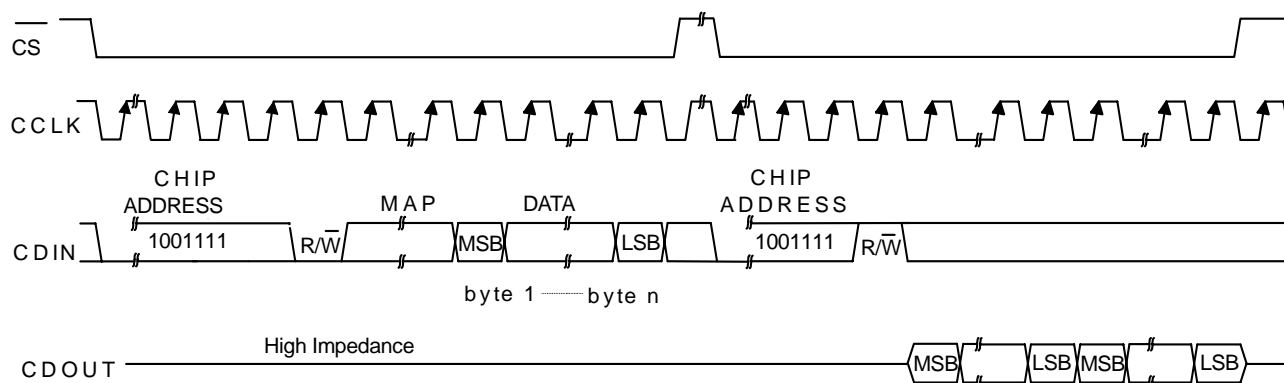 CS
CCLK
CHIP
ADDRESS
MAP
DATA
CHIP
ADDRESS
CDIN
1001111
R/W
MSB
LSB
1001111
R/W
byte 1
byte n
High Impedance
CDOUT
MSB
LSB
MSB
LSB